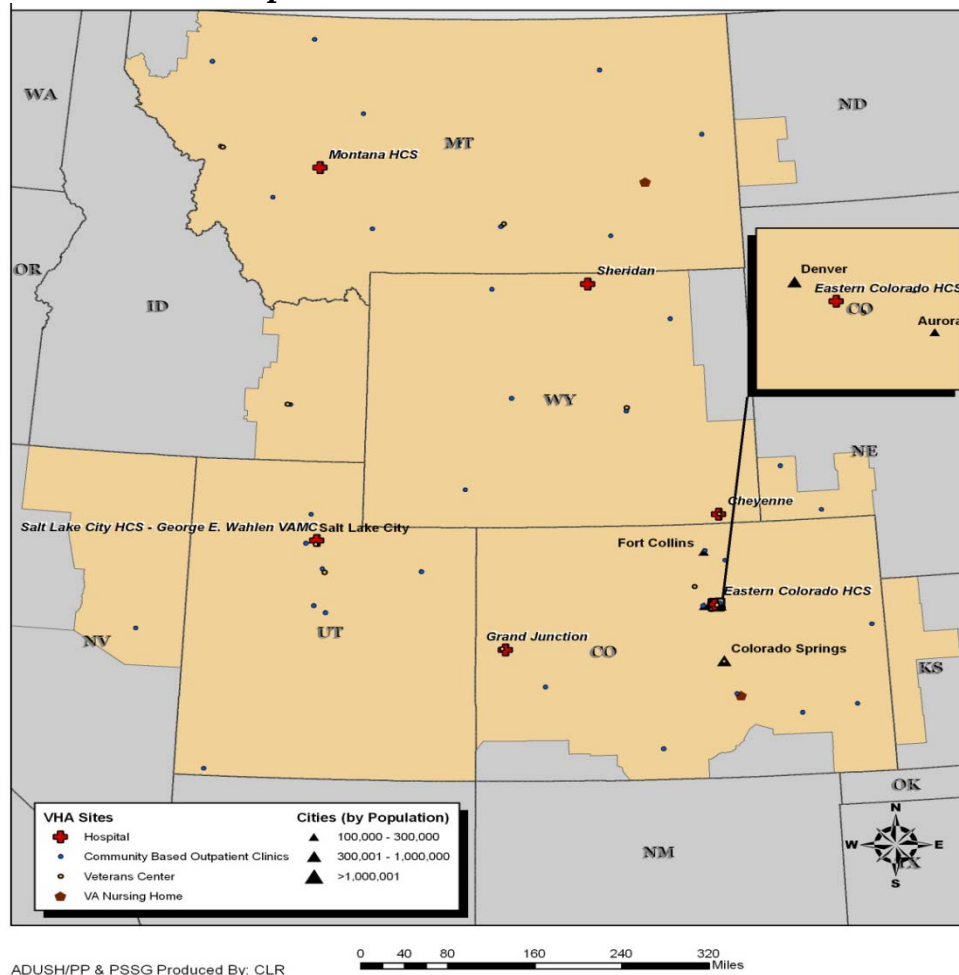 WA
MT
ND
Montana HCS
OR
ID
Sheridan
Denver
Eastern Colorado HCS
CO
Aurora
WY
NE
Cheyenne
Salt Lake City HCS - George E. Wahlen VAMC
Salt Lake City
Fort Collins
Eastern Colorado HCS
NV
UT
Grand Junction
CO
Colorado Springs
KS
OK
NM
TX
N
W
E
S
VHA Sites
Hospital
Community Based Outpatient Clinics
Veterans Center
VA Nursing Home
Cities (by Population)
100,000 - 300,000
300,001 - 1,000,000
>1,000,001
0 40 80 160 240 320
Miles
ADUSH/PP & PSSG Produced By: CLR